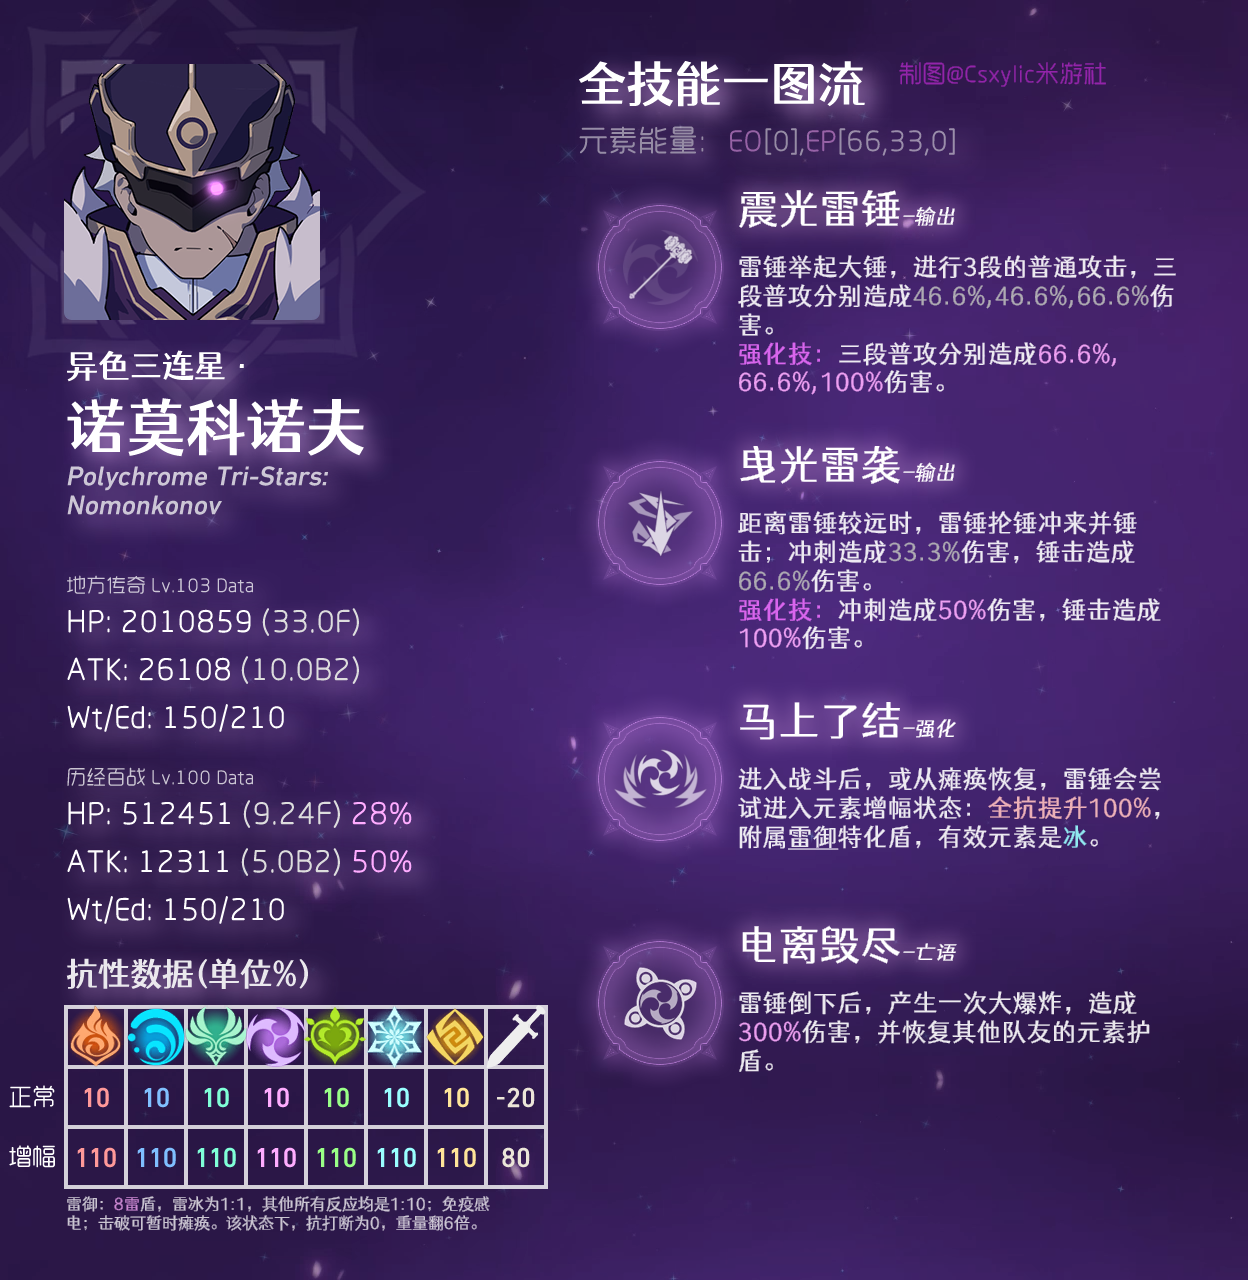 异色三连星·
诺莫科诺夫
Polychrome Tri-Stars:
Nomonkonov
地方传奇 Lv.103 Data
HP: 2010859 (33.0F)
ATK: 26108 (10.0B2)
Wt/Ed: 150/210
历经百战 Lv.100 Data
HP: 512451 (9.24F) 28%
ATK: 12311 (5.0B2) 50%
Wt/Ed: 150/210
抗性数据(单位%)
正常 10 10 10 10 10 10 10 -20
增幅 110 110 110 110 110 110 110 80
雷御：8雷盾，雷冰为1:1，其他所有反应均是1:10；免疫感
电；击破可暂时瘫痪。该状态下，抗打断为0，重量翻6倍。
全技能一图流 制图@Csxylic米游社
元素能量： EO[0],EP[66,33,0]
震光雷锤-输出
雷锤举起大锤，进行3段的普通攻击，三
段普攻分别造成46.6%,46.6%,66.6%伤
害。
强化技：三段普攻分别造成66.6%,
66.6%,100%伤害。
曳光雷袭-输出
距离雷锤较远时，雷锤抡锤冲来并锤
击；冲刺造成33.3%伤害，锤击造成
66.6%伤害。
强化技：冲刺造成50%伤害，锤击造成
100%伤害。
马上了结-强化
进入战斗后，或从瘫痪恢复，雷锤会尝
试进入元素增幅状态：全抗提升100%，
附属雷御特化盾，有效元素是冰。
电离毁尽-亡语
雷锤倒下后，产生一次大爆炸，造成
300%伤害，并恢复其他队友的元素护
盾。